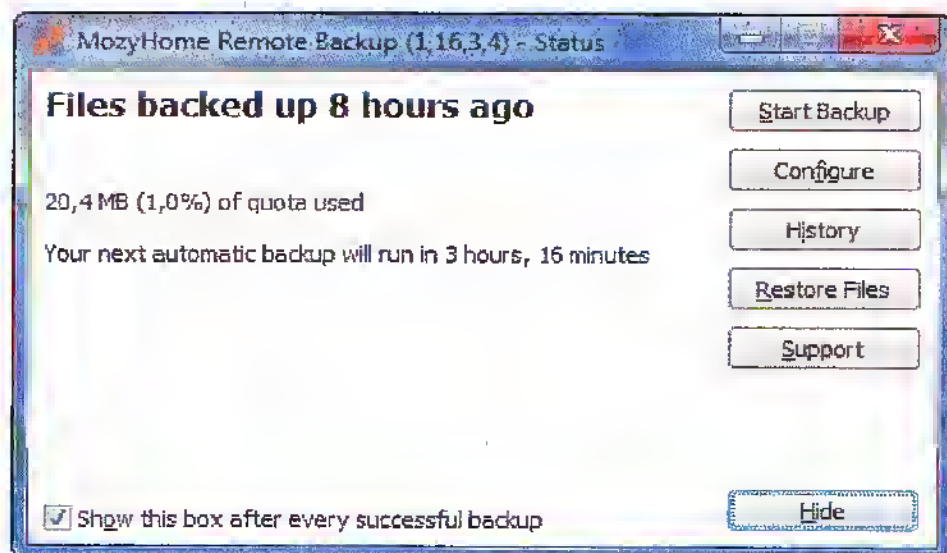 MozyHome Remote Backup (1,16,3,4) - Status
Files backed up 8 hours ago
20,4 MB (1,0%) of quota used
Your next automatic backup will run in 3 hours, 16 minutes
Start Backup
Configure
History
Restore Files
Support
Show this box after every successful backup
Hide